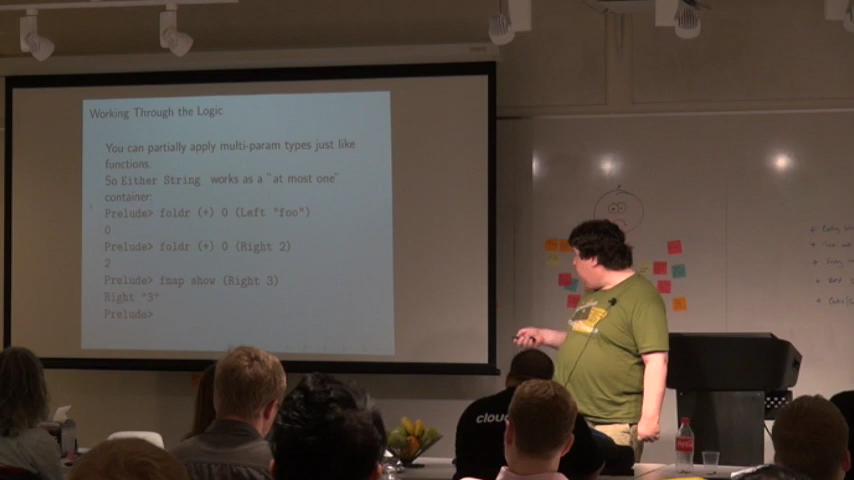 Working Through the Logic
You can partially apply multi-param types just like
functions.
So Either String works as a "at most one"
container:
Prelude> foldr (+) 0 (Left "foo")
0
Prelude> foldr (+) 0 (Right 2)
2
Prelude> fmap show (Right 3)
Right "3"
Prelude>
cloud